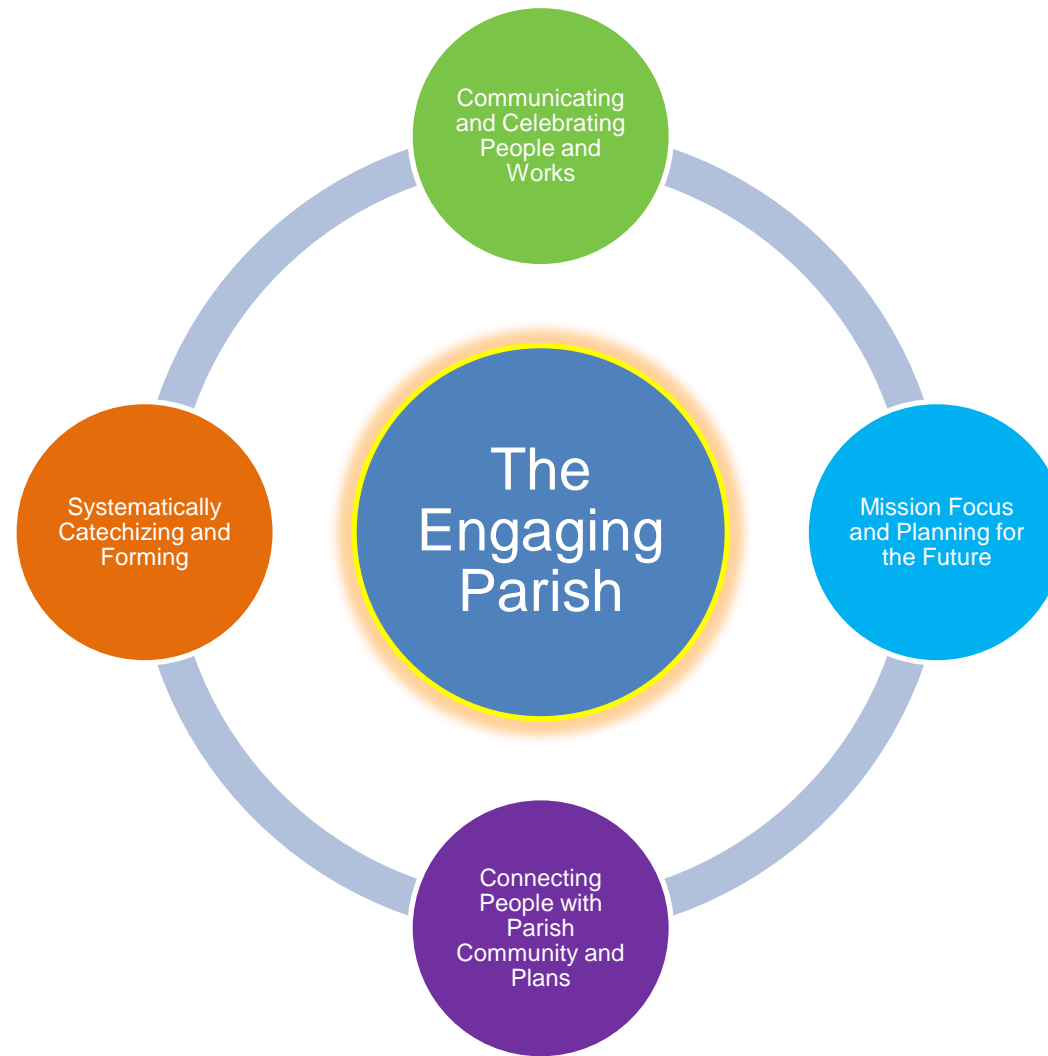 Communicating
and Celebrating
People and
Works
Systematically
Catechizing and
Forming
The
Engaging
Parish
Mission Focus
and Planning for
the Future
Connecting
People with
Parish
Community and
Plans